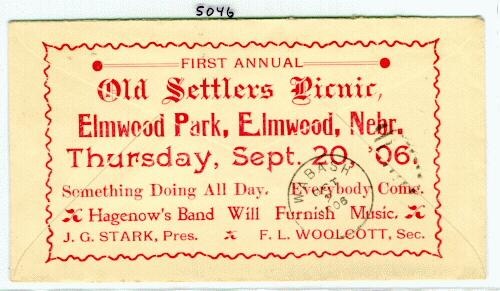 5046
FIRST ANNUAL
Old Settlers Picnic,
Elmwood Park, Elmwood, Nebr.
Thursday, Sept. 20, '06.
Something Doing All Day. Everybody Come.
Hagenow's Band Will Furnish Music.
J. G. STARK, Pres. F. L. WOOLCOTT, Sec.
WABASH
06